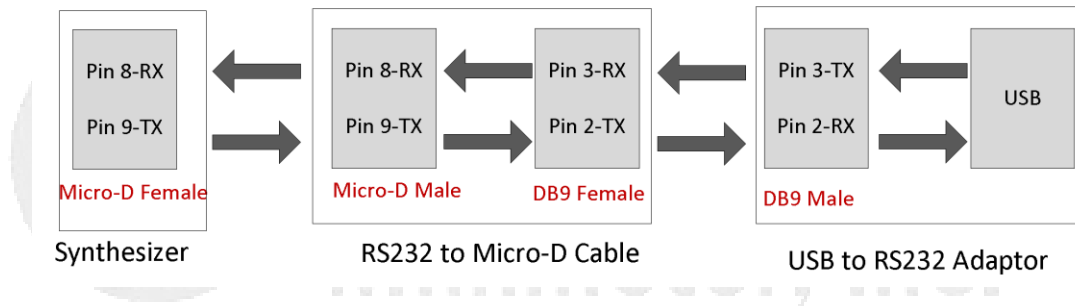 Pin 8-RX
Pin 9-TX
Micro-D Female
Synthesizer
Pin 8-RX
Pin 9-TX
Micro-D Male
Pin 3-RX
Pin 2-TX
DB9 Female
RS232 to Micro-D Cable
Pin 3-TX
Pin 2-RX
DB9 Male
USB
USB to RS232 Adaptor